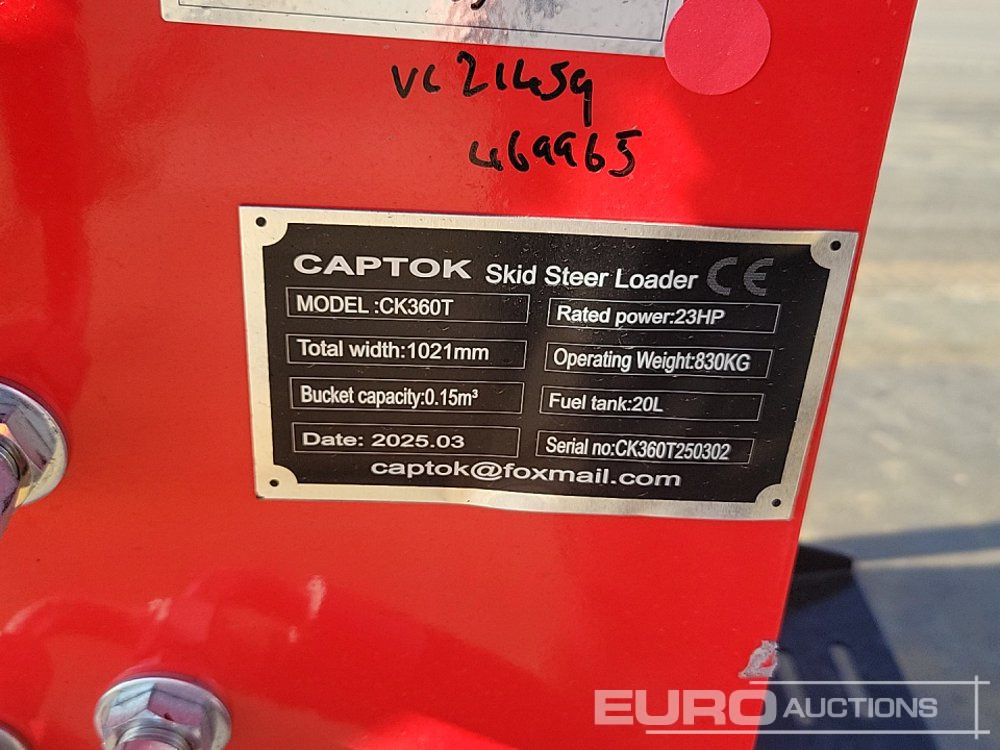 VC21459
469965
CAPTOK Skid Steer Loader CE
MODEL:CK360T
Rated power:23HP
Total width:1021mm
Operating Weight:830KG
Bucket capacity:0.15m³
Fuel tank:20L
Date: 2025.03
Serial no:CK360T250302
captok@foxmail.com
EURO AUCTIONS